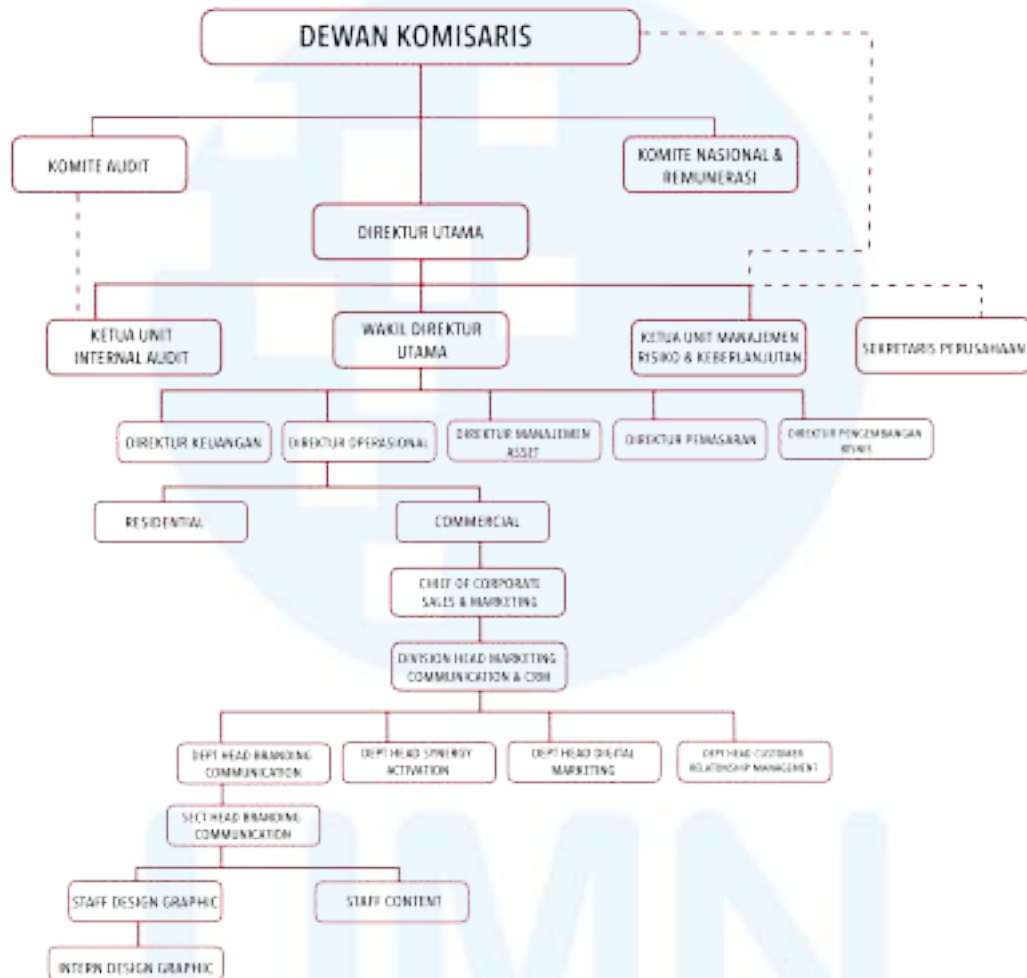 DEWAN KOMISARIS
KOMITE AUDIT
KOMITE NASIONAL &
REMUNERASI
DIREKTUR UTAMA
KETUA UNIT
INTERNAL AUDIT
WAKIL DIREKTUR
UTAMA
KETUA UNIT MANAJEMEN
RISIKO & KEBERLANJUTAN
SEKRETARIS PERUSAHAAN
DIREKTUR KEUANGAN
DIREKTUR OPERASIONAL
DIREKTUR MANAJEMEN
ASSET
DIREKTUR PEMASARAN
DIREKTUR PENGEMBANGAN
BISNIS
RESIDENTIAL
COMMERCIAL
CHIEF OF CORPORATE
SALES & MARKETING
DIVISION HEAD MARKETING
COMMUNICATION & CRM
DEPT HEAD BRANDING
COMMUNICATION
DEPT HEAD SYNERGY
ACTIVATION
DEPT HEAD DIGITAL
MARKETING
DEPT HEAD CUSTOMER
RELATIONSHIP MANAGEMENT
SECT HEAD BRANDING
COMMUNICATION
STAFF DESIGN GRAPHIC
STAFF CONTENT
INTERN DESIGN GRAPHIC
UMN